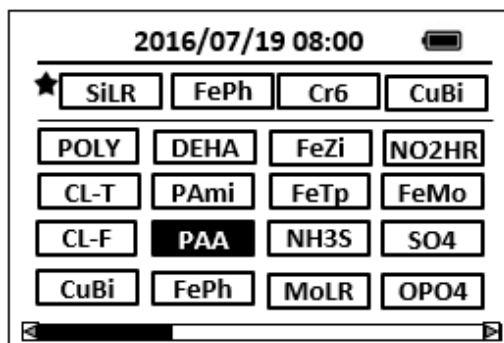 2016/07/19 08:00
SiLR FePh Cr6 CuBi
POLY DEHA FeZi NO2HR
CL-T PAmi FeTp FeMo
CL-F PAA NH3S SO4
CuBi FePh MoLR OPO4